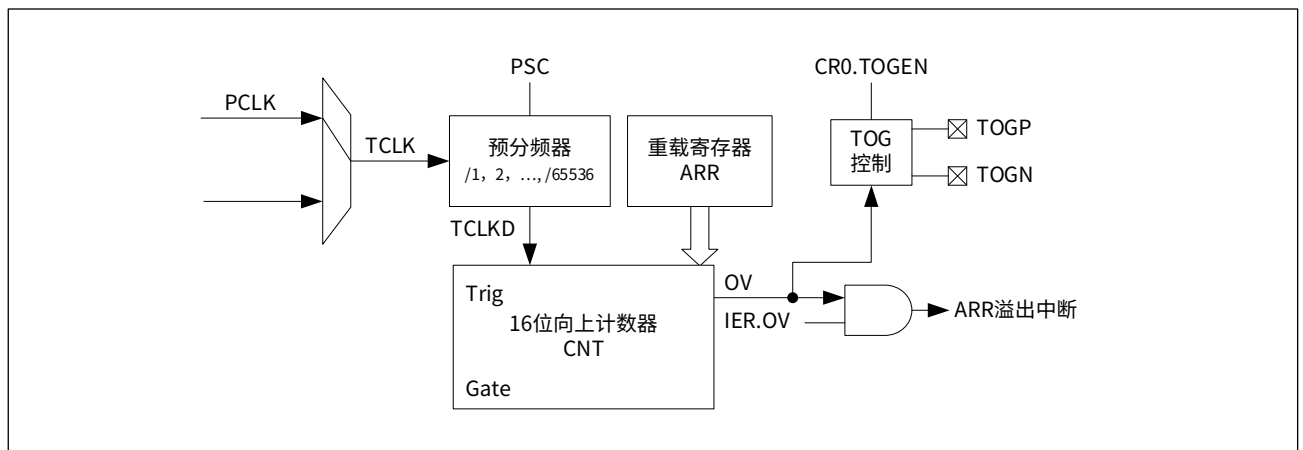 PSC
CR0.TOGEN
PCLK
TCLK
预分频器
/1，2，…,/65536
重载寄存器
ARR
TOG
控制
TOGP
TOGN
TCLKD
Trig
16位向上计数器
CNT
Gate
OV
IER.OV
ARR溢出中断